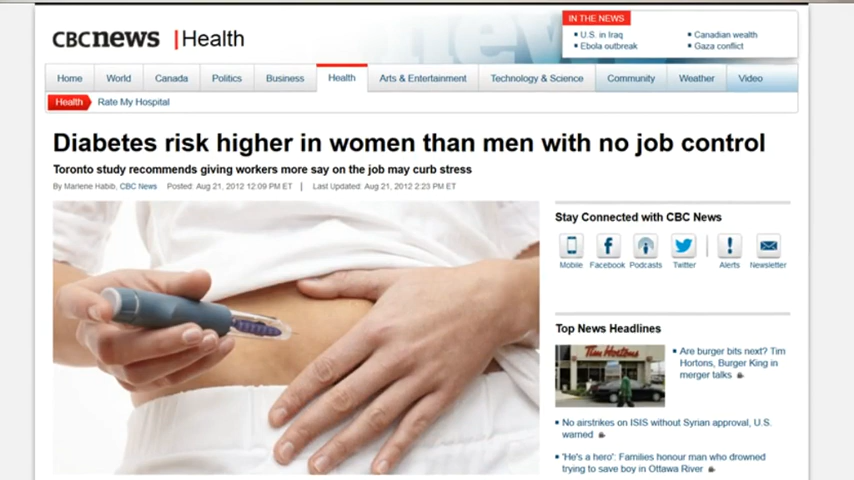 CBCnews | Health
IN THE NEWS
U.S. in Iraq
Ebola outbreak
Canadian wealth
Gaza conflict
Home World Canada Politics Business Health Arts & Entertainment Technology & Science Community Weather Video
Health Rate My Hospital
Diabetes risk higher in women than men with no job control
Toronto study recommends giving workers more say on the job may curb stress
By Marlene Habib, CBC News Posted: Aug 21, 2012 12:09 PM ET | Last Updated: Aug 21, 2012 2:23 PM ET
Stay Connected with CBC News
Mobile Facebook Podcasts Twitter Alerts Newsletter
Top News Headlines
Tim Hortons
Are burger bits next? Tim
Hortons, Burger King in
merger talks
No airstrikes on ISIS without Syrian approval, U.S.
warned
'He's a hero': Families honour man who drowned
trying to save boy in Ottawa River